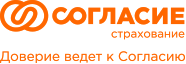 СОГЛАСИЕ
страхование
Доверие ведет к Согласию